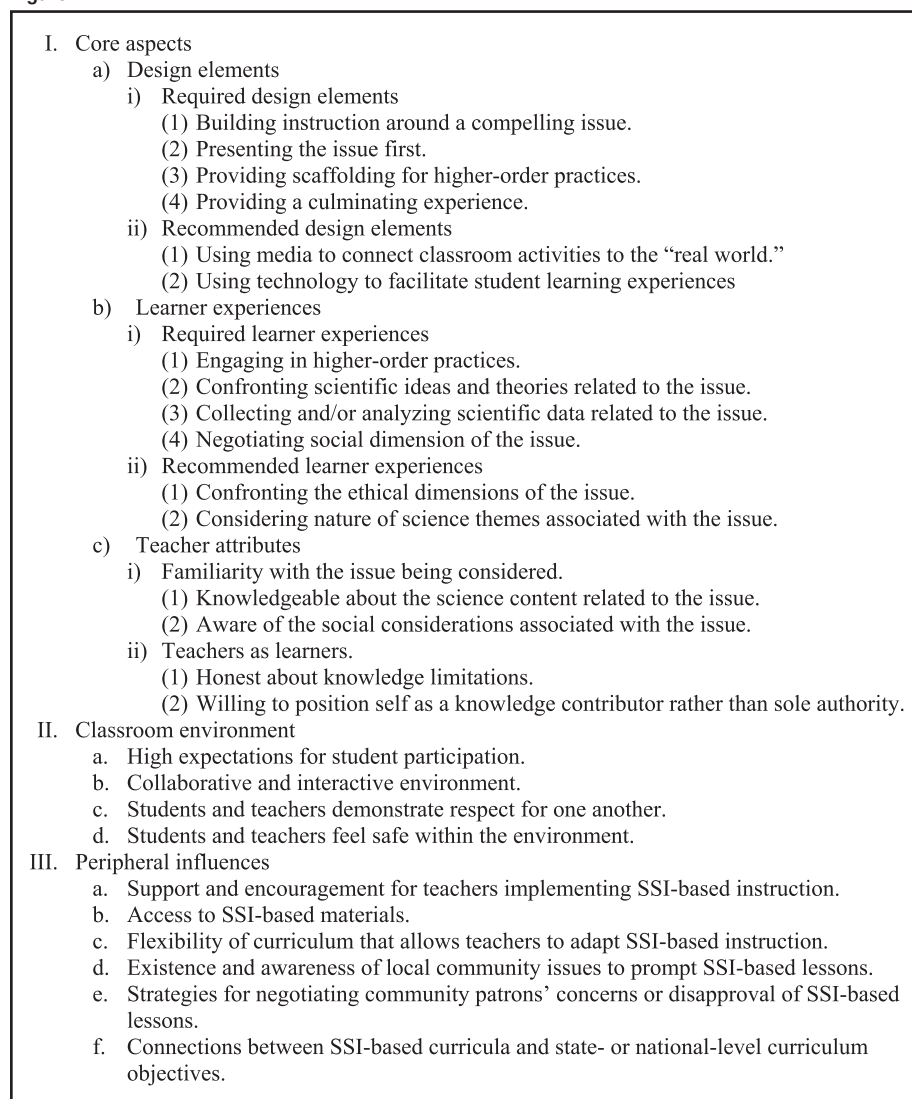 I. Core aspects
a) Design elements
i) Required design elements
(1) Building instruction around a compelling issue.
(2) Presenting the issue first.
(3) Providing scaffolding for higher-order practices.
(4) Providing a culminating experience.
ii) Recommended design elements
(1) Using media to connect classroom activities to the “real world.”
(2) Using technology to facilitate student learning experiences
b) Learner experiences
i) Required learner experiences
(1) Engaging in higher-order practices.
(2) Confronting scientific ideas and theories related to the issue.
(3) Collecting and/or analyzing scientific data related to the issue.
(4) Negotiating social dimension of the issue.
ii) Recommended learner experiences
(1) Confronting the ethical dimensions of the issue.
(2) Considering nature of science themes associated with the issue.
c) Teacher attributes
i) Familiarity with the issue being considered.
(1) Knowledgeable about the science content related to the issue.
(2) Aware of the social considerations associated with the issue.
ii) Teachers as learners.
(1) Honest about knowledge limitations.
(2) Willing to position self as a knowledge contributor rather than sole authority.
II. Classroom environment
a. High expectations for student participation.
b. Collaborative and interactive environment.
c. Students and teachers demonstrate respect for one another.
d. Students and teachers feel safe within the environment.
III. Peripheral influences
a. Support and encouragement for teachers implementing SSI-based instruction.
b. Access to SSI-based materials.
c. Flexibility of curriculum that allows teachers to adapt SSI-based instruction.
d. Existence and awareness of local community issues to prompt SSI-based lessons.
e. Strategies for negotiating community patrons’ concerns or disapproval of SSI-based
lessons.
f. Connections between SSI-based curricula and state- or national-level curriculum
objectives.